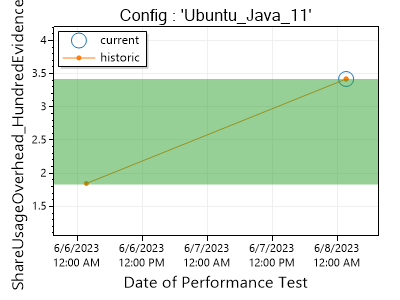 Config : 'Ubuntu_Java_11'
current
historic
ShareUsageOverhead_HundredEvidence
4
3.5
3
2.5
2
1.5
6/6/2023 6/6/2023 6/7/2023 6/7/2023 6/8/2023
12:00 AM 12:00 PM 12:00 AM 12:00 PM 12:00 AM
Date of Performance Test